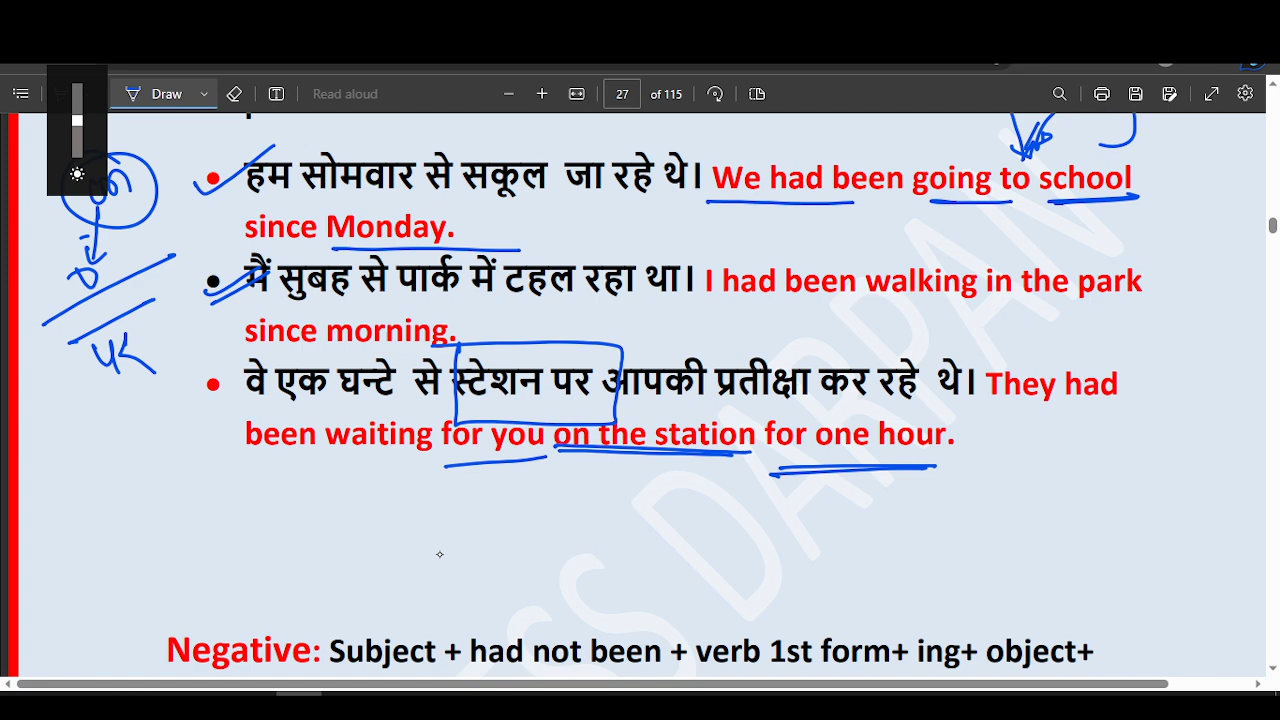 Draw
Read aloud
27 of 115
हम सोमवार से सकूल जा रहे थे। We had been going to school
since Monday.
मैं सुबह से पार्क में टहल रहा था। I had been walking in the park
since morning.
वे एक घन्टे से स्टेशन पर आपकी प्रतीक्षा कर रहे थे। They had
been waiting for you on the station for one hour.
Negative: Subject + had not been + verb 1st form+ ing+ object+